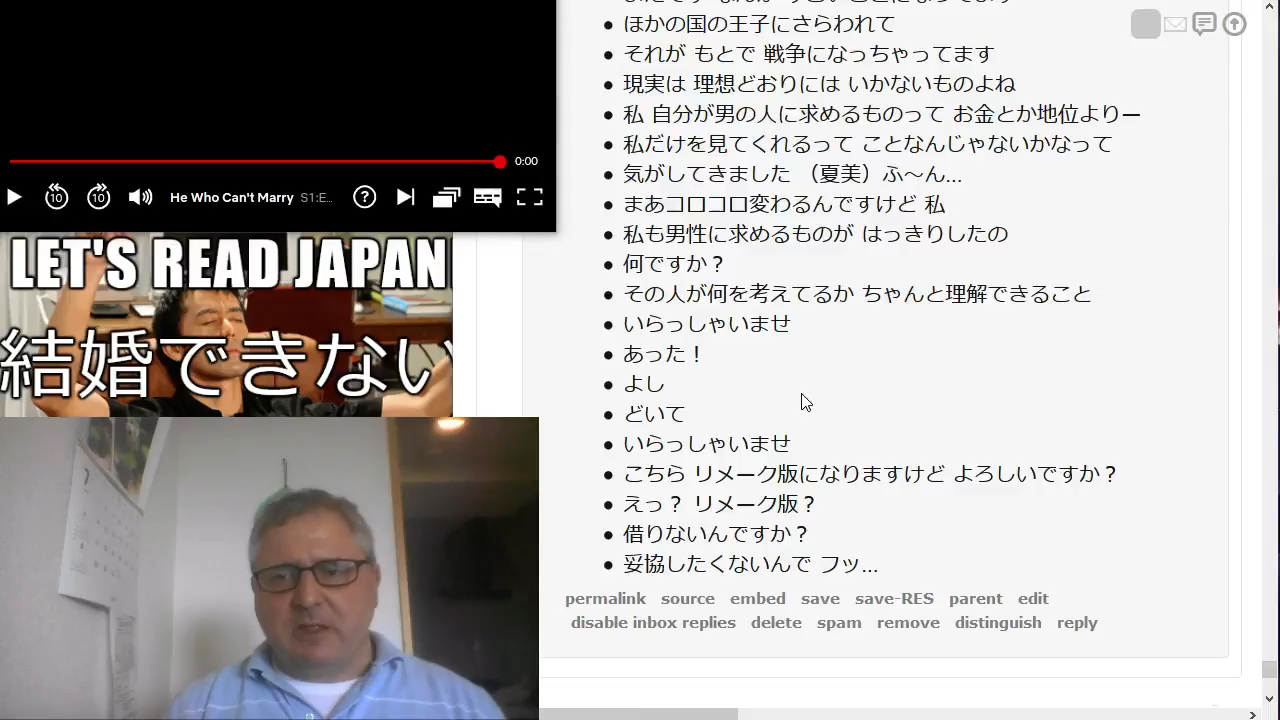 ほかの国の王子にさらわれて
それが もとで 戦争になっちゃってます
現実は 理想どおりには いかないものよね
私 自分が男の人に求めるものって お金とか地位よりー
私だけを見てくれるって ことなんじゃないかなって
気がしてきました （夏美）ふ～ん…
まあコロコロ変わるんですけど 私
私も男性に求めるものが はっきりしたの
何ですか？
その人が何を考えてるか ちゃんと理解できること
いらっしゃいませ
あった！
よし
どいて
いらっしゃいませ
こちら リメーク版になりますけど よろしいですか？
えっ？ リメーク版？
借りないんですか？
妥協したくないんで フッ…
permalink source embed save save-RES parent edit
disable inbox replies delete spam remove distinguish reply
0:00
10 10 He Who Can't Marry S1:E...
LET'S READ JAPAN
結婚できない